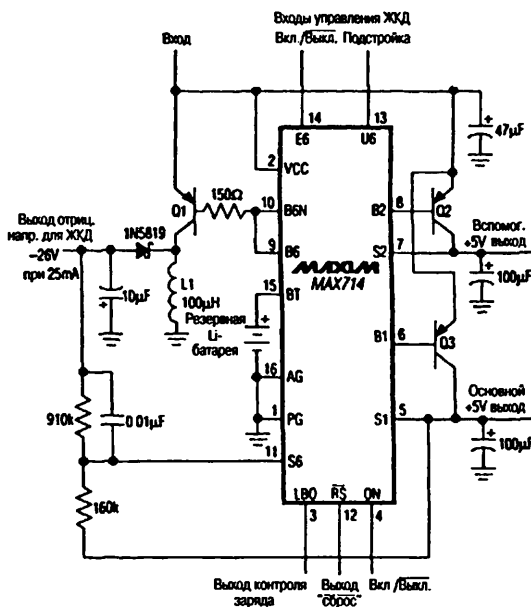 Входы управления ЖКД
Вкл./Выкл. Подстройка
Вход
14
13
E6
U6
47µF
2
VCC
Q1
150Ω
10
B6N
B2
8
Q2
Выход отриц.
напр. для ЖКД
−26V
при 25mA
1N5819
9
B6
S2
7
Вспомог.
+5V выход
MAXIM
MAX714
100µF
10µF
L1
100µH
15
BT
Резервная
Li-
батарея
B1
6
Q3
16
AG
910k
0.01µF
1
PG
S1
5
Основной
+5V выход
11
S6
100µF
160k
LBO
RS
ON
3
12
4
Выход контроля
заряда
Выход
"сброс"
Вкл./Выкл.